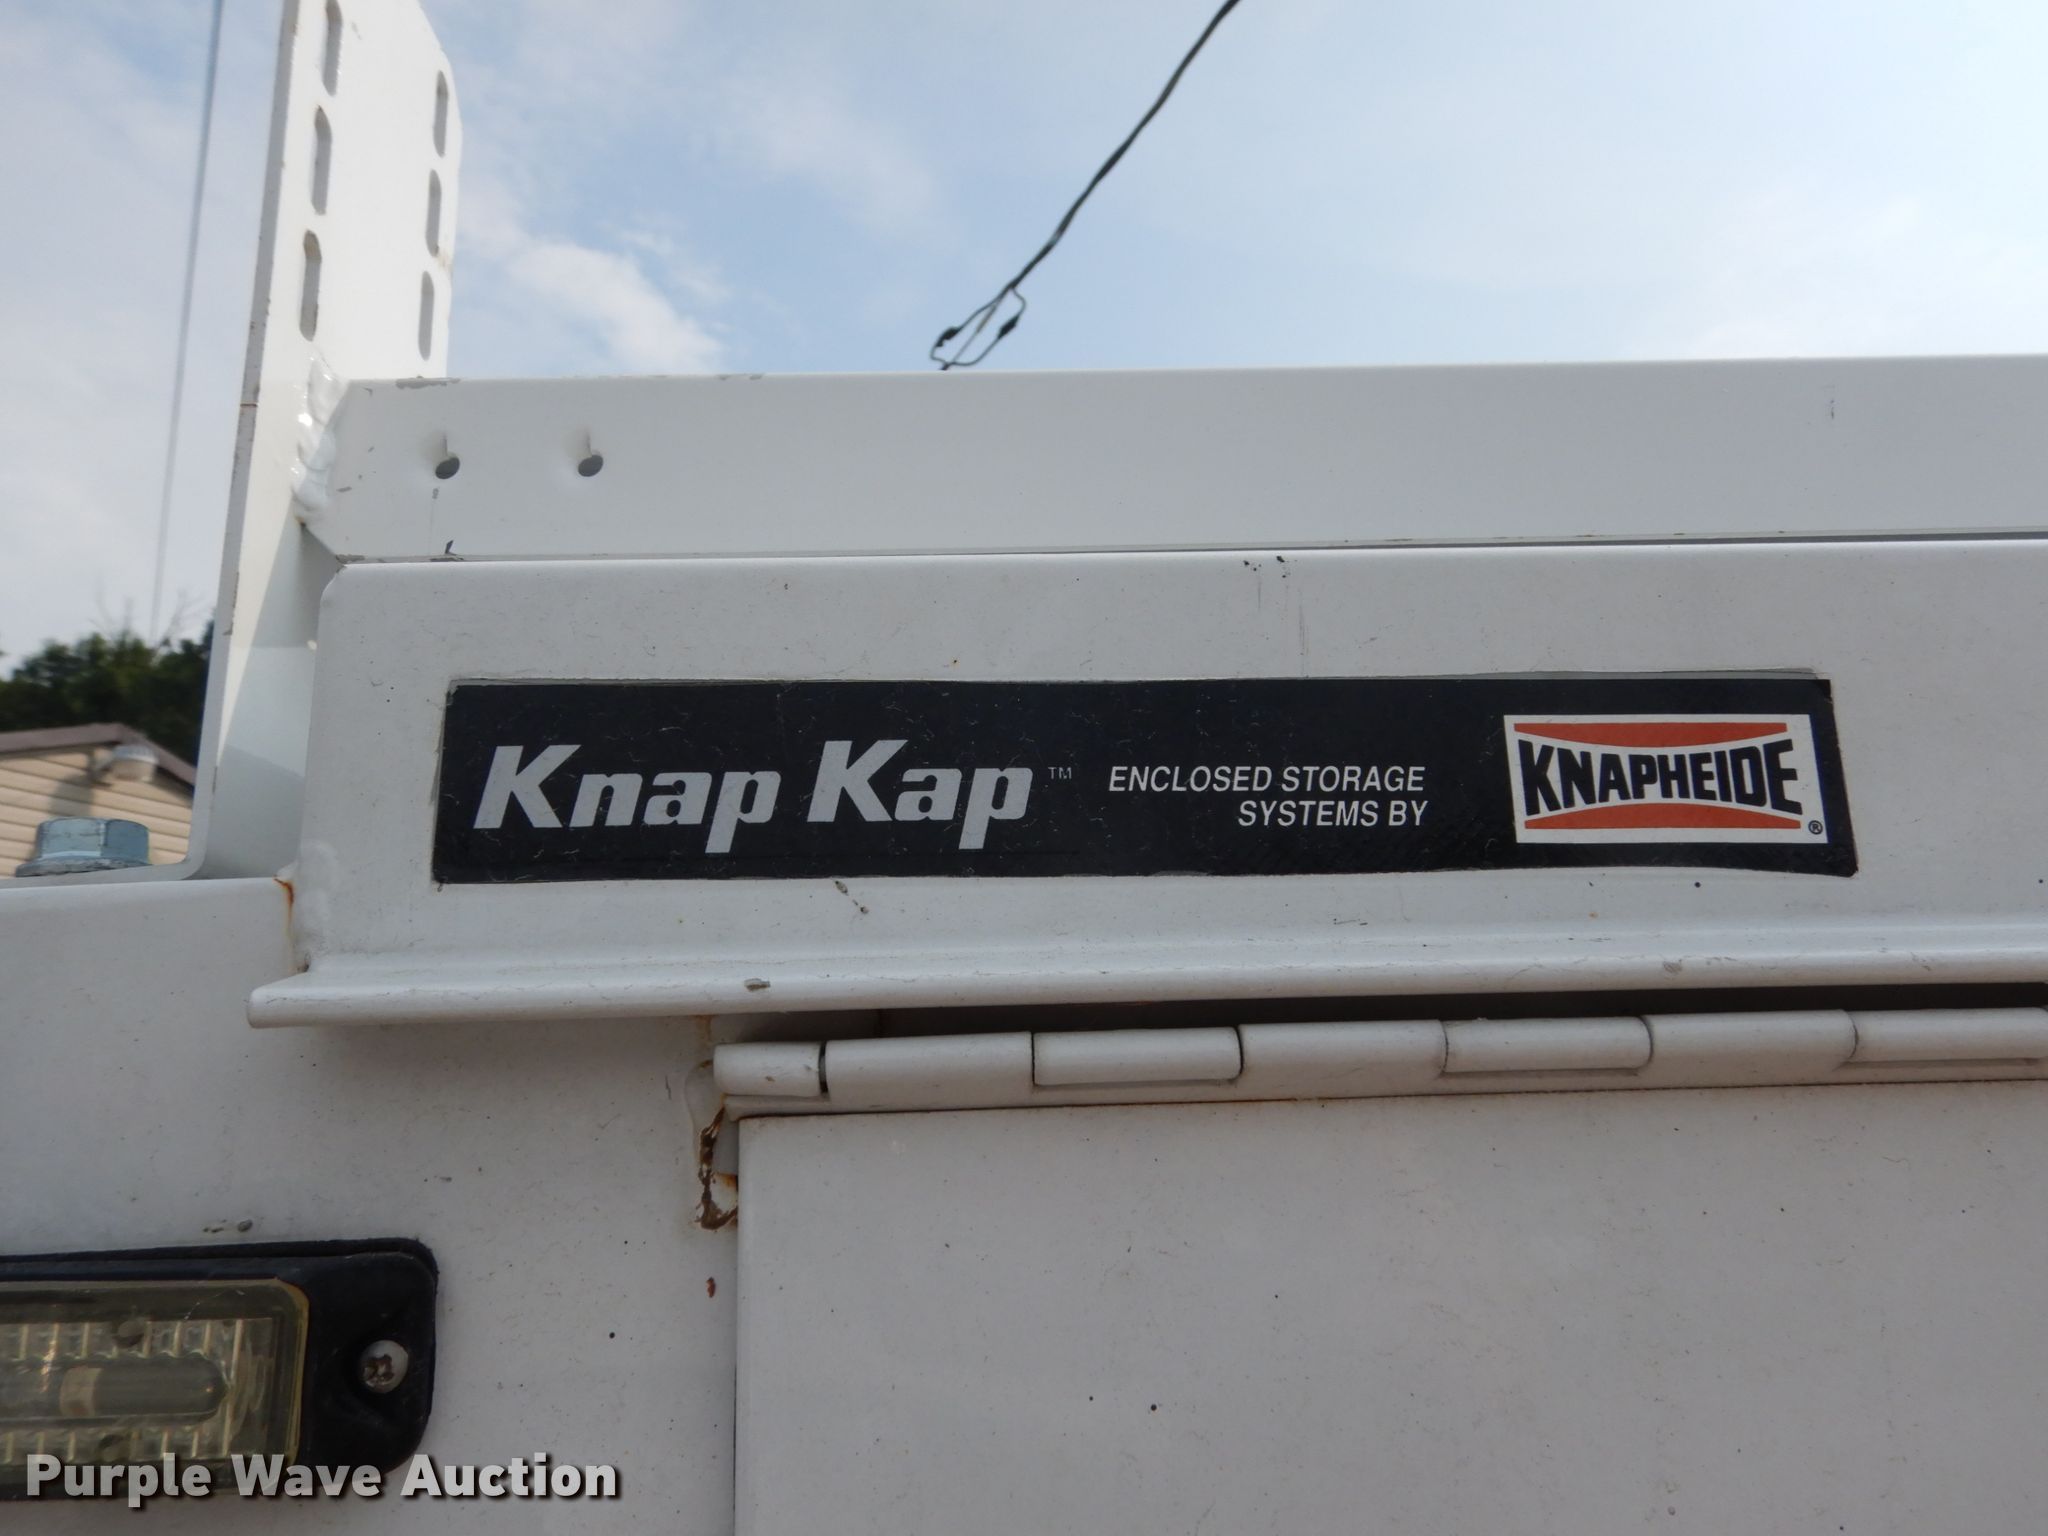 Knap Kap™ ENCLOSED STORAGE
SYSTEMS BY
KNAPHEIDE®
Purple Wave Auction